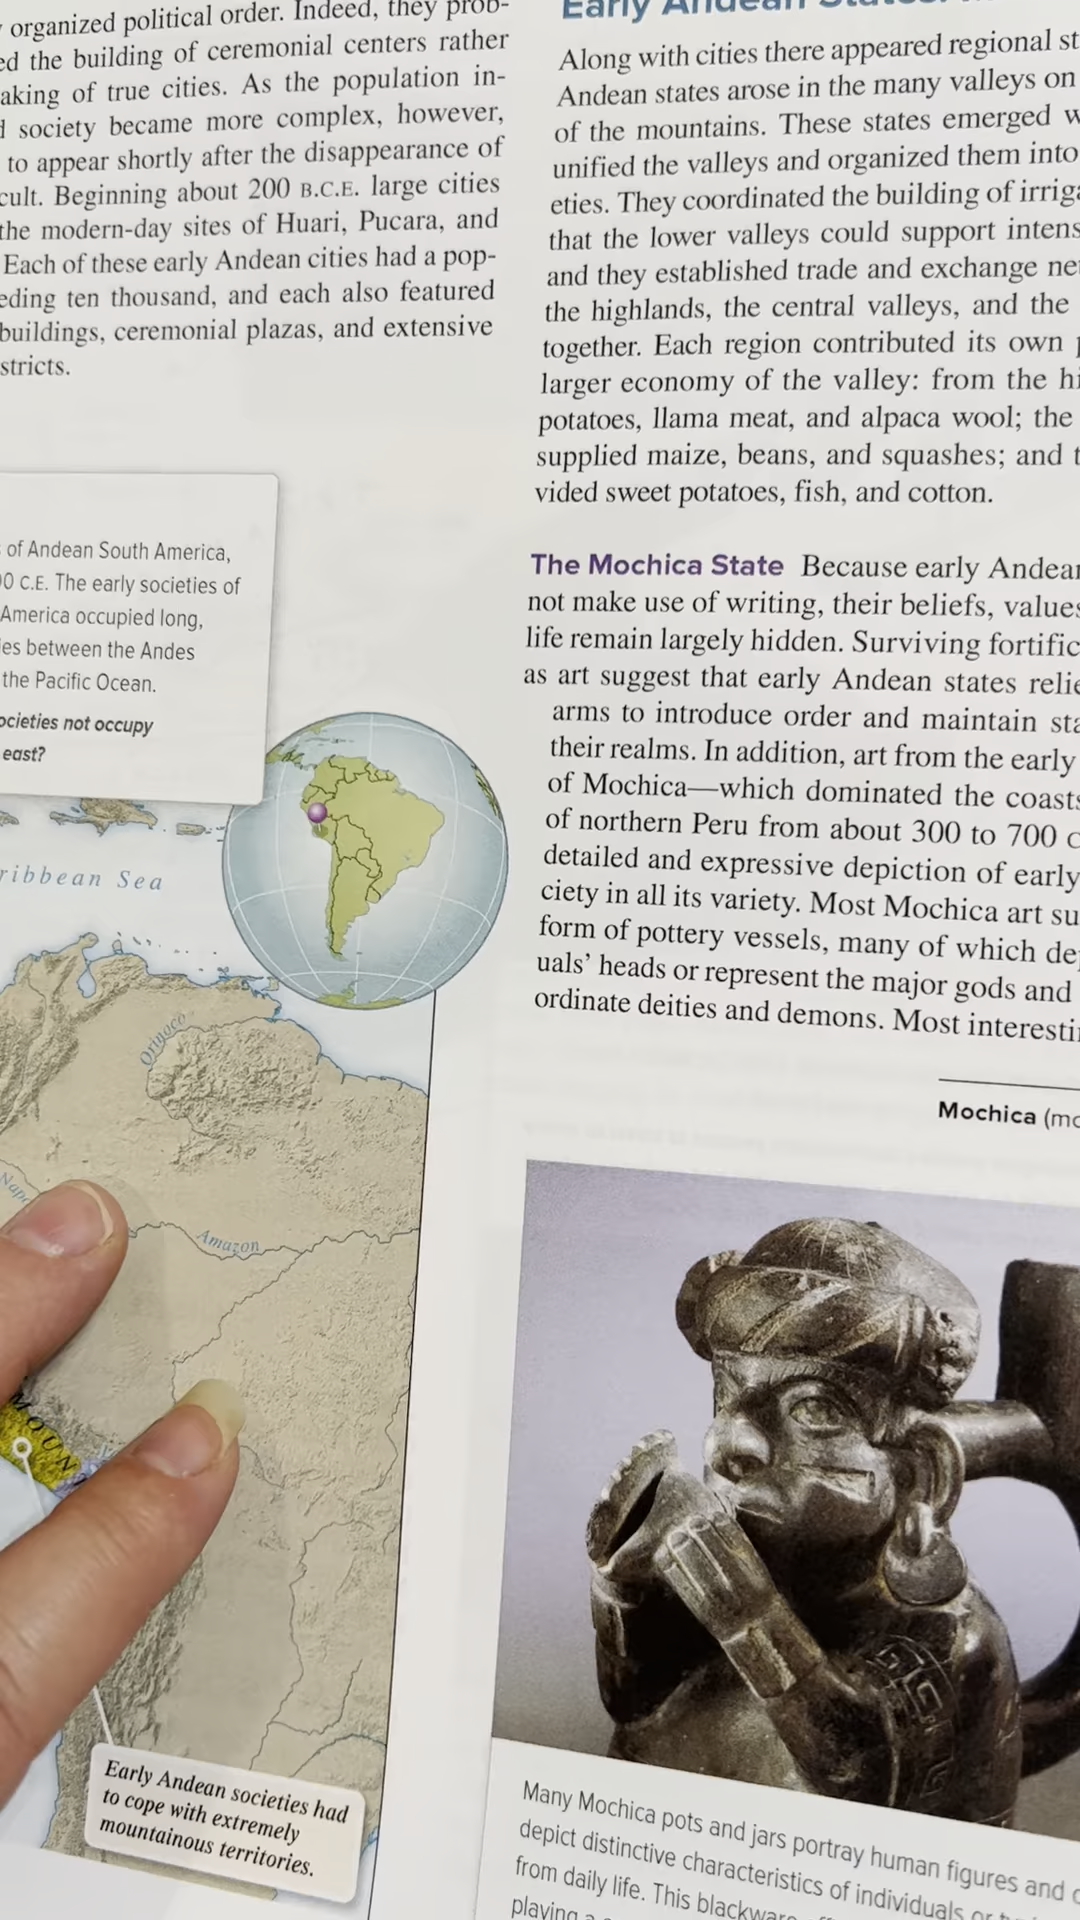 organized political order. Indeed, they prob-
ed the building of ceremonial centers rather
aking of true cities. As the population in-
d society became more complex, however,
to appear shortly after the disappearance of
cult. Beginning about 200 B.C.E. large cities
the modern-day sites of Huari, Pucara, and
Each of these early Andean cities had a pop-
eding ten thousand, and each also featured
buildings, ceremonial plazas, and extensive
stricts.
of Andean South America,
00 C.E. The early societies of
America occupied long,
ies between the Andes
the Pacific Ocean.
ocieties not occupy
east?
ribbean Sea
Orinoco
Napo
Amazon
MOUN
Early Andean societies had
to cope with extremely
mountainous territories.
Early Andean States:
Along with cities there appeared regional st
Andean states arose in the many valleys on
of the mountains. These states emerged w
unified the valleys and organized them into
eties. They coordinated the building of irriga
that the lower valleys could support intens
and they established trade and exchange ne
the highlands, the central valleys, and the
together. Each region contributed its own p
larger economy of the valley: from the hi
potatoes, llama meat, and alpaca wool; the
supplied maize, beans, and squashes; and t
vided sweet potatoes, fish, and cotton.
The Mochica State Because early Andean
not make use of writing, their beliefs, values
life remain largely hidden. Surviving fortific
as art suggest that early Andean states relie
arms to introduce order and maintain sta
their realms. In addition, art from the early
of Mochica—which dominated the coasts
of northern Peru from about 300 to 700 c
detailed and expressive depiction of early
ciety in all its variety. Most Mochica art su
form of pottery vessels, many of which de
uals' heads or represent the major gods and
ordinate deities and demons. Most interestin
Mochica (mo
Many Mochica pots and jars portray human figures and
depict distinctive characteristics of individuals or
from daily life. This blackware
playing a